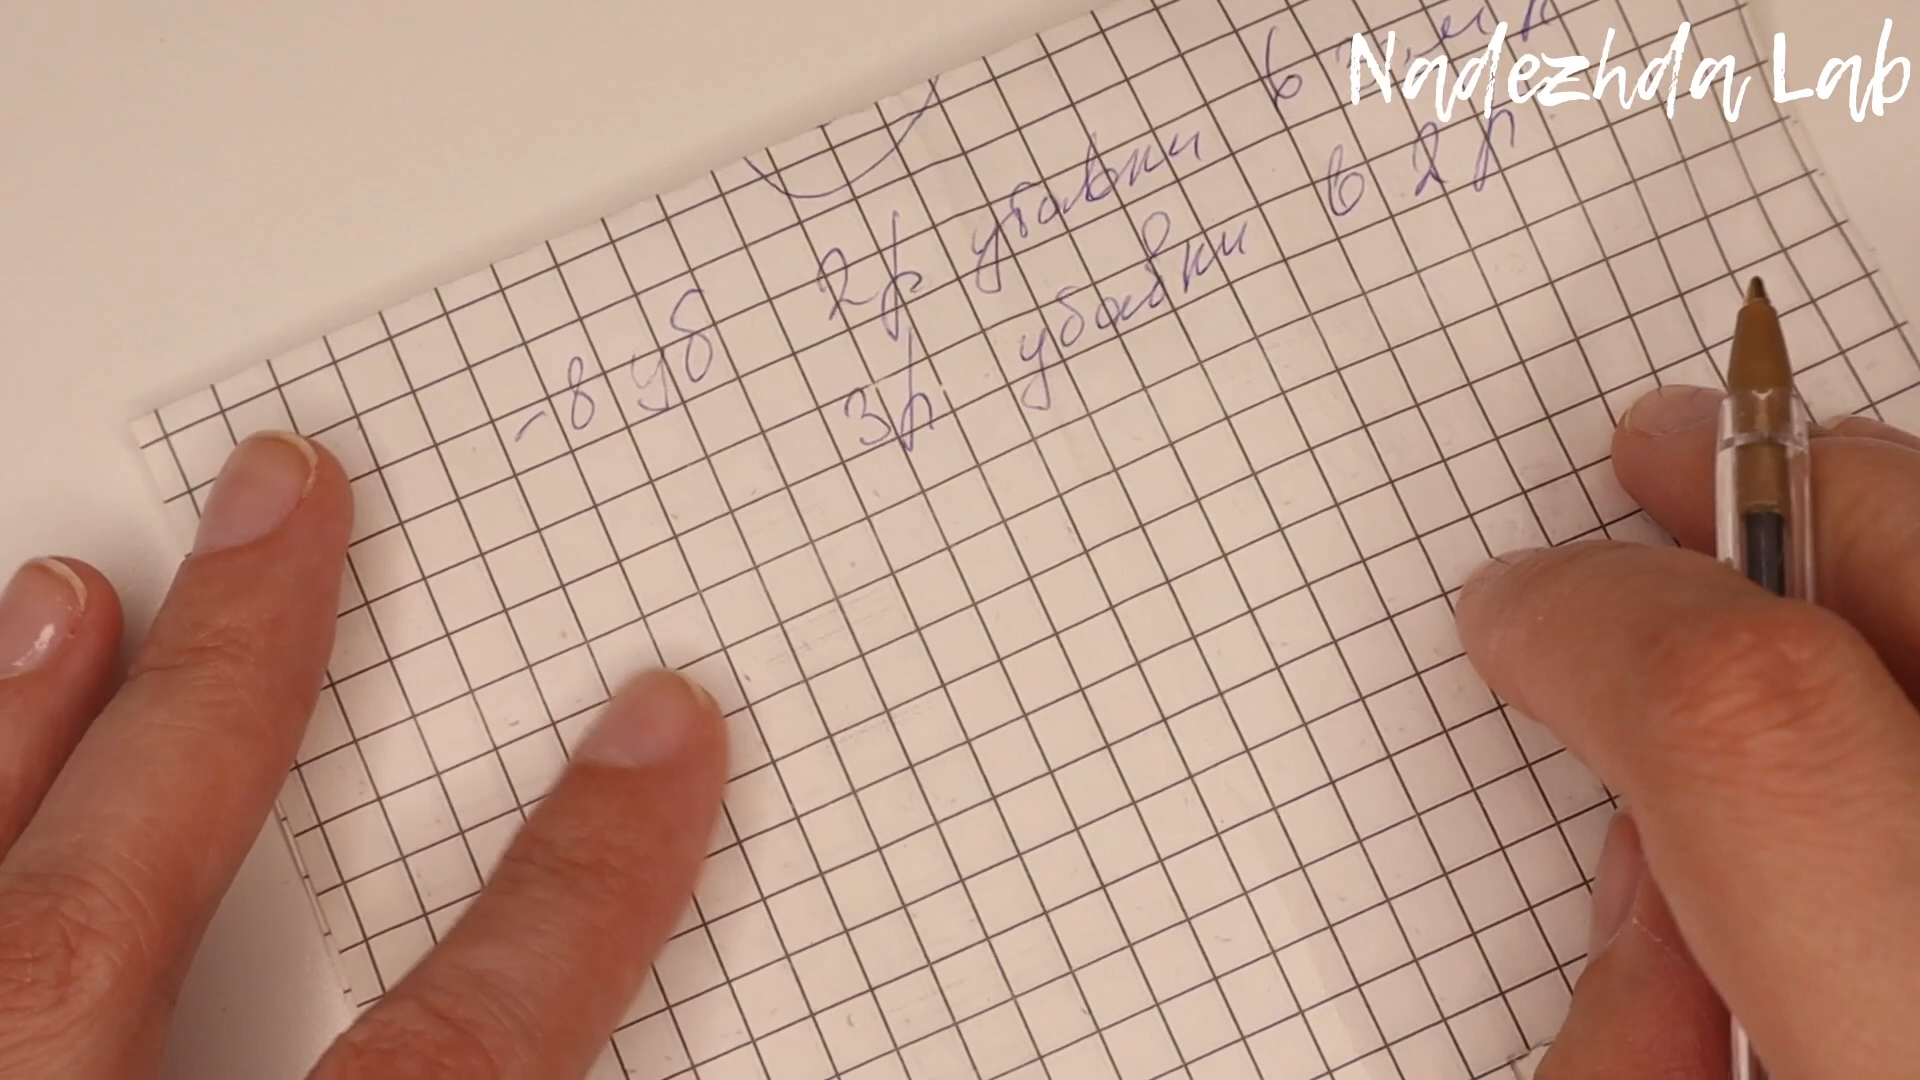 Nadezhda Lab
2р убавки в
-8 уб 3р убавки в 2р